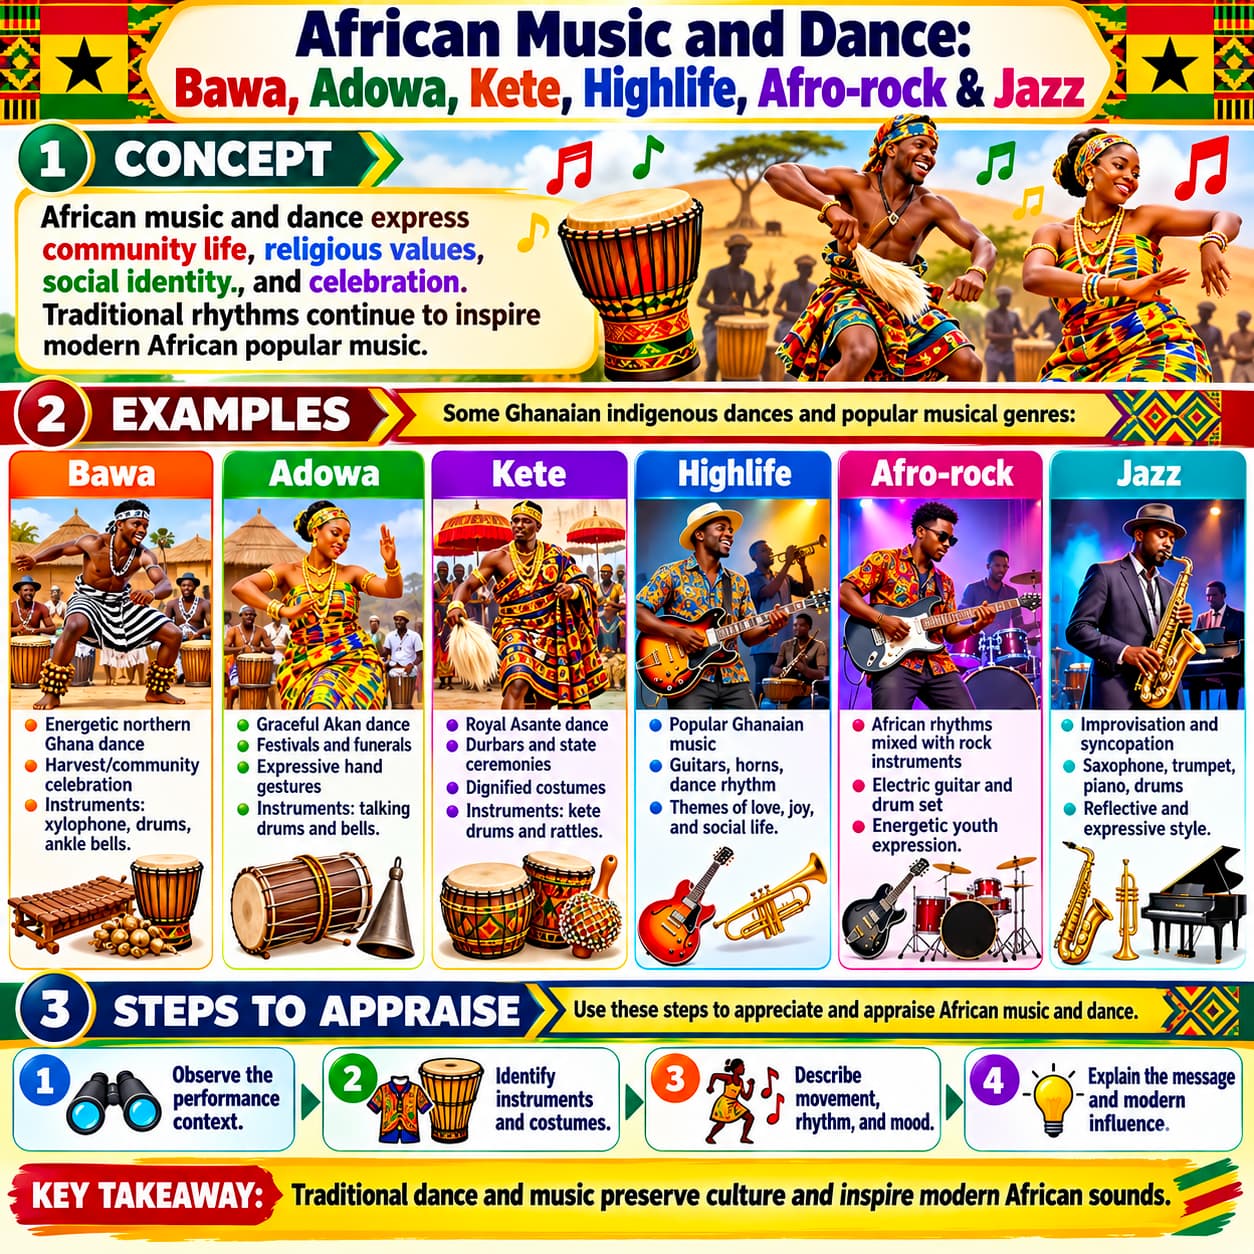 African Music and Dance:
Bawa, Adowa, Kete, Highlife, Afro-rock & Jazz
1 CONCEPT
African music and dance express
community life, religious values,
social identity., and celebration.
Traditional rhythms continue to inspire
modern African popular music.
2 EXAMPLES
Some Ghanaian indigenous dances and popular musical genres:
Bawa
Energetic northern
Ghana dance
Harvest/community
celebration
Instruments:
xylophone, drums,
ankle bells.
Adowa
Graceful Akan dance
Festivals and funerals
Expressive hand
gestures
Instruments: talking
drums and bells.
Kete
Royal Asante dance
Durbars and state
ceremonies
Dignified costumes
Instruments: kete
drums and rattles.
Highlife
Popular Ghanaian
music
Guitars, horns,
dance rhythm
Themes of love, joy,
and social life.
Afro-rock
African rhythms
mixed with rock
instruments
Electric guitar and
drum set
Energetic youth
expression.
Jazz
Improvisation and
syncopation
Saxophone, trumpet,
piano, drums
Reflective and
expressive style.
3 STEPS TO APPRAISE
Use these steps to appreciate and appraise African music and dance.
1
Observe the
performance
context.
2
Identify
instruments
and costumes.
3
Describe
movement,
rhythm, and mood.
4
Explain the message
and modern
influence.
KEY TAKEAWAY: Traditional dance and music preserve culture and inspire modern African sounds.